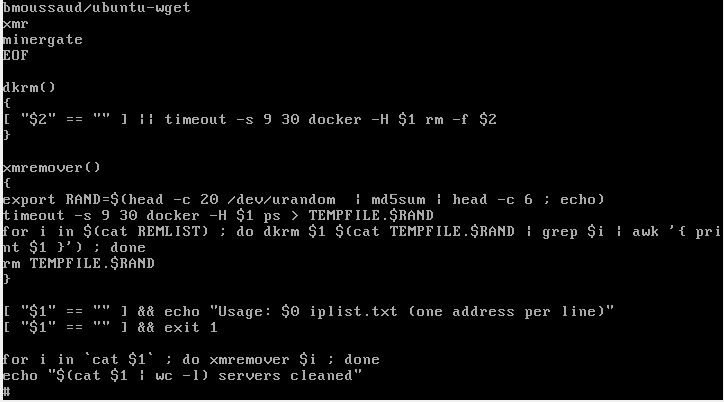 bmoussaud/ubuntu-wget
xmr
minergate
EOF
dkrm()
{
[ "$2" == "" ] || timeout -s 9 30 docker -H $1 rm -f $2
}
xmremover()
{
export RAND=$(head -c 20 /dev/urandom  | md5sum | head -c 6 ; echo)
timeout -s 9 30 docker -H $1 ps > TEMPFILE.$RAND
for i in $(cat REMLIST) ; do dkrm $1 $(cat TEMPFILE.$RAND | grep $i | awk '{ pri
nt $1 }') ; done
rm TEMPFILE.$RAND
}
[ "$1" == "" ] && echo "Usage: $0 iplist.txt (one address per line)"
[ "$1" == "" ] && exit 1
for i in `cat $1` ; do xmremover $i ; done
echo "$(cat $1 | wc -l) servers cleaned"
#